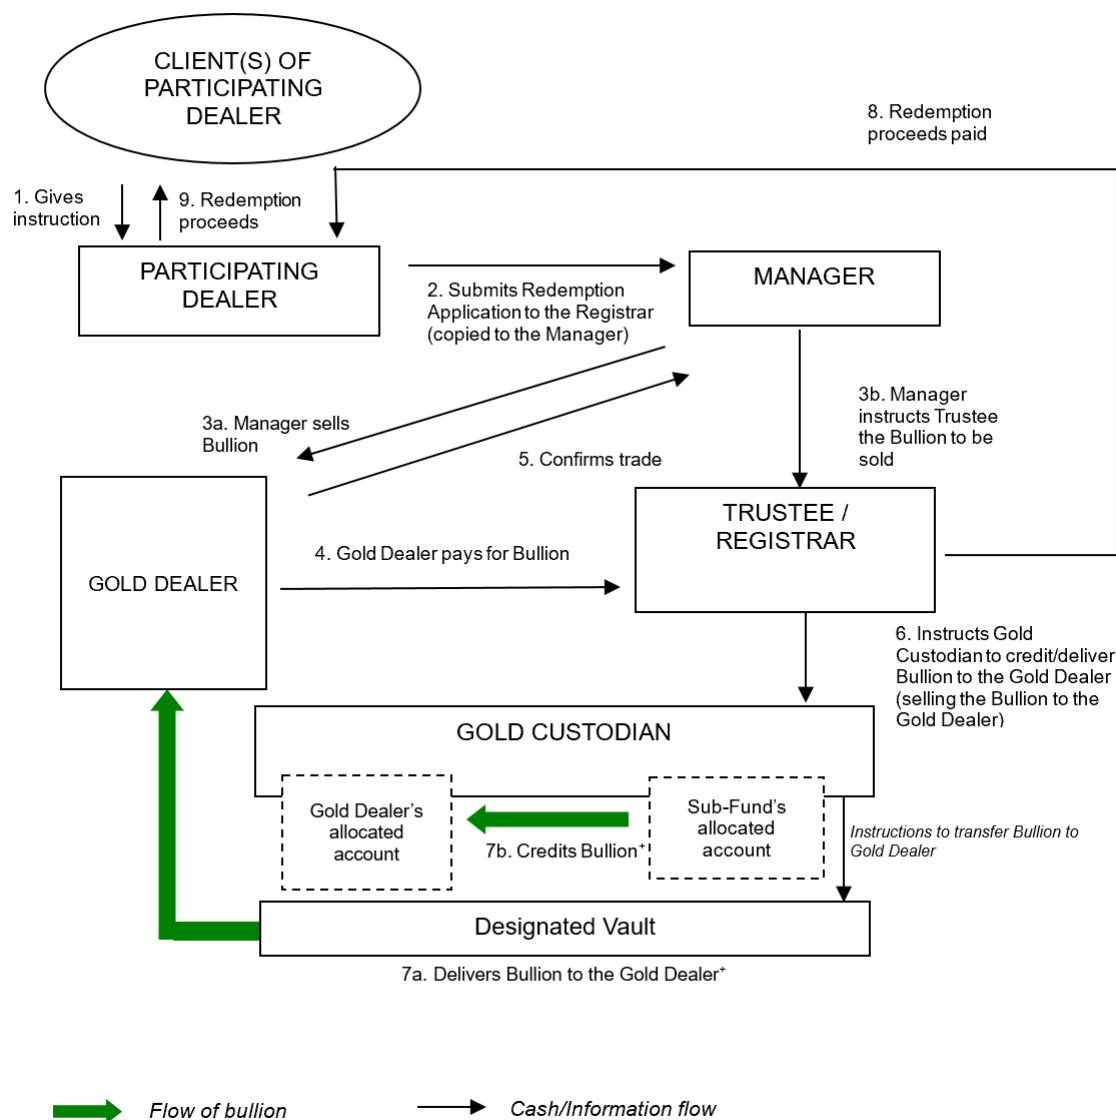 CLIENT(S) OF
PARTICIPATING
DEALER
8. Redemption
proceeds paid
1. Gives
instruction
9. Redemption
proceeds
PARTICIPATING
DEALER
2. Submits Redemption
Application to the Registrar
(copied to the Manager)
MANAGER
3a. Manager sells
Bullion
5. Confirms trade
3b. Manager
instructs Trustee
the Bullion to be
sold
GOLD DEALER
4. Gold Dealer pays for Bullion
TRUSTEE /
REGISTRAR
6. Instructs Gold
Custodian to credit/deliver
Bullion to the Gold Dealer
(selling the Bullion to the
Gold Dealer)
GOLD CUSTODIAN
Gold Dealer’s
allocated
account
7b. Credits Bullion⁺
Sub-Fund’s
allocated
account
Instructions to transfer Bullion to
Gold Dealer
Designated Vault
7a. Delivers Bullion to the Gold Dealer⁺
Flow of bullion
Cash/Information flow